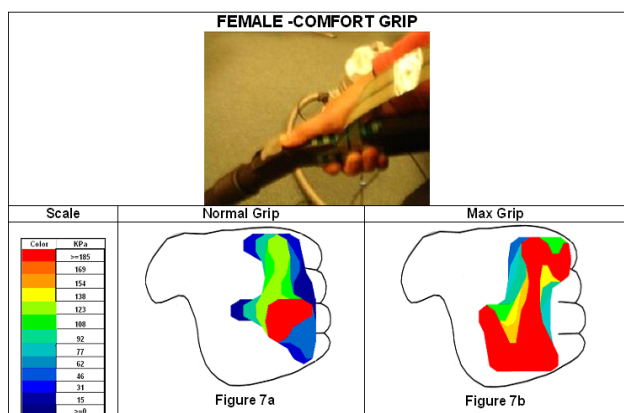 FEMALE -COMFORT GRIP
Scale
Normal Grip
Max Grip
Color KPa
>=185
169
154
138
123
108
92
77
62
46
31
15
>=0
Figure 7a
Figure 7b